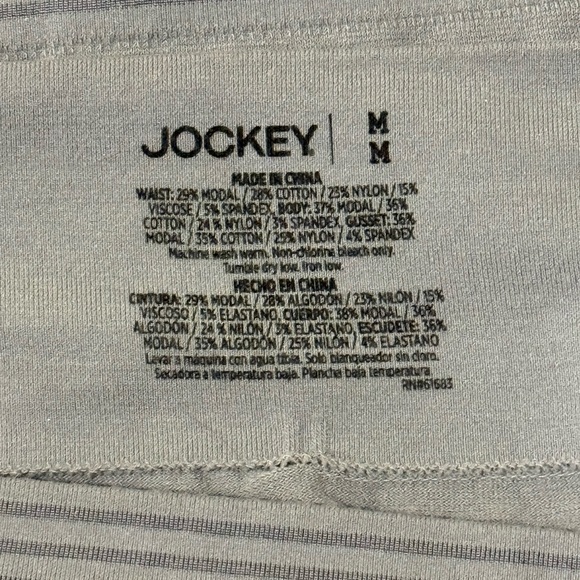 JOCKEY M
M
MADE IN CHINA
WAIST: 29% MODAL / 28% COTTON / 23% NYLON / 15%
VISCOSE / 5% SPANDEX, BODY: 37% MODAL / 36%
COTTON / 24 % NYLON / 3% SPANDEX, GUSSET: 36%
MODAL / 35% COTTON / 25% NYLON / 4% SPANDEX
Machine wash warm. Non-chlorine bleach only.
Tumble dry low. Iron low.
HECHO EN CHINA
CINTURA: 29% MODAL / 28% ALGODÓN / 23% NILÓN / 15%
VISCOSO / 5% ELASTANO, CUERPO: 38% MODAL / 36%
ALGODÓN / 24 % NILÓN / 3% ELASTANO, ESCUDETE: 36%
MODAL / 35% ALGODÓN / 25% NILÓN / 4% ELASTANO
Lavar a máquina con agua tibia. Solo blanqueador sin cloro.
Secadora a temperatura baja. Plancha baja temperatura.
RN#61683